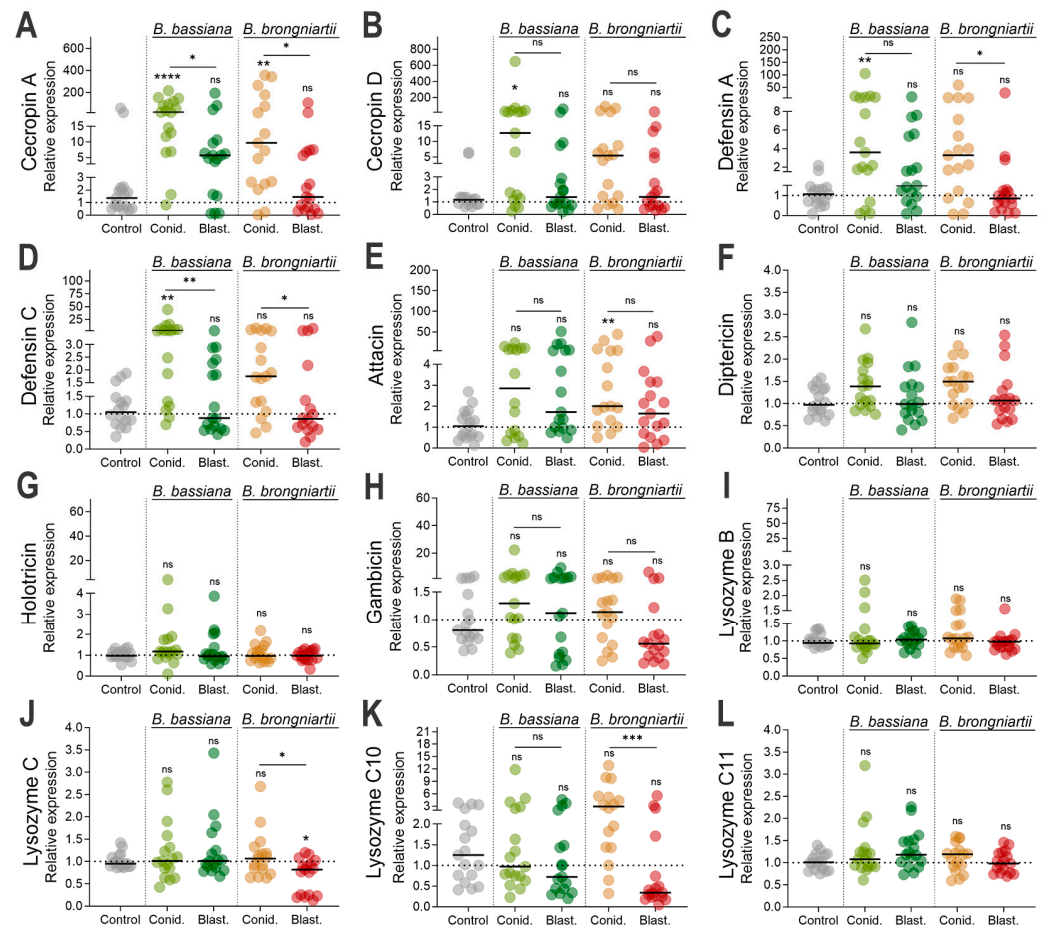 A
B. bassiana
B. brongniartii
Cecropin A
Relative expression
600
400
200
100
15
10
5
3
2
1
0
****
*
ns
**
*
ns
Control
Conid.
Blast.
Conid.
Blast.
B
B. bassiana
B. brongniartii
Cecropin D
Relative expression
800
600
400
200
100
15
10
5
2
1
0
ns
*
ns
ns
ns
ns
Control
Conid.
Blast.
Conid.
Blast.
C
B. bassiana
B. brongniartii
Defensin A
Relative expression
250
200
150
100
50
8
6
4
2
1
0
ns
**
ns
*
ns
ns
Control
Conid.
Blast.
Conid.
Blast.
D
B. bassiana
B. brongniartii
Defensin C
Relative expression
100
75
50
25
5
3.0
2.5
2.0
1.5
1.0
0.5
0.0
**
**
ns
*
ns
ns
Control
Conid.
Blast.
Conid.
Blast.
E
B. bassiana
B. brongniartii
Attacin
Relative expression
200
150
100
50
4
2
1
0
ns
ns
ns
ns
**
ns
Control
Conid.
Blast.
Conid.
Blast.
F
B. bassiana
B. brongniartii
Diptericin
Relative expression
4.0
3.5
3.0
2.5
2.0
1.5
1.0
0.5
0.0
ns
ns
ns
ns
Control
Conid.
Blast.
Conid.
Blast.
G
B. bassiana
B. brongniartii
Holotricin
Relative expression
60
40
20
4
3
2
1
0
ns
ns
ns
ns
Control
Conid.
Blast.
Conid.
Blast.
H
B. bassiana
B. brongniartii
Gambicin
Relative expression
60
40
20
2.0
1.5
1.0
0.5
0.0
ns
ns
ns
ns
ns
ns
Control
Conid.
Blast.
Conid.
Blast.
I
B. bassiana
B. brongniartii
Lysozyme B
Relative expression
75
50
25
3.0
2.5
2.0
1.5
1.0
0.5
0.0
ns
ns
ns
ns
Control
Conid.
Blast.
Conid.
Blast.
J
B. bassiana
B. brongniartii
Lysozyme C
Relative expression
4.0
3.5
3.0
2.5
2.0
1.5
1.0
0.5
0.0
ns
ns
*
ns
*
Control
Conid.
Blast.
Conid.
Blast.
K
B. bassiana
B. brongniartii
Lysozyme C10
Relative expression
21
18
15
12
9
6
3
2.0
1.5
1.0
0.5
0.0
ns
ns
ns
***
ns
ns
Control
Conid.
Blast.
Conid.
Blast.
L
B. bassiana
B. brongniartii
Lysozyme C11
Relative expression
4.0
3.5
3.0
2.5
2.0
1.5
1.0
0.5
0.0
ns
ns
ns
ns
Control
Conid.
Blast.
Conid.
Blast.